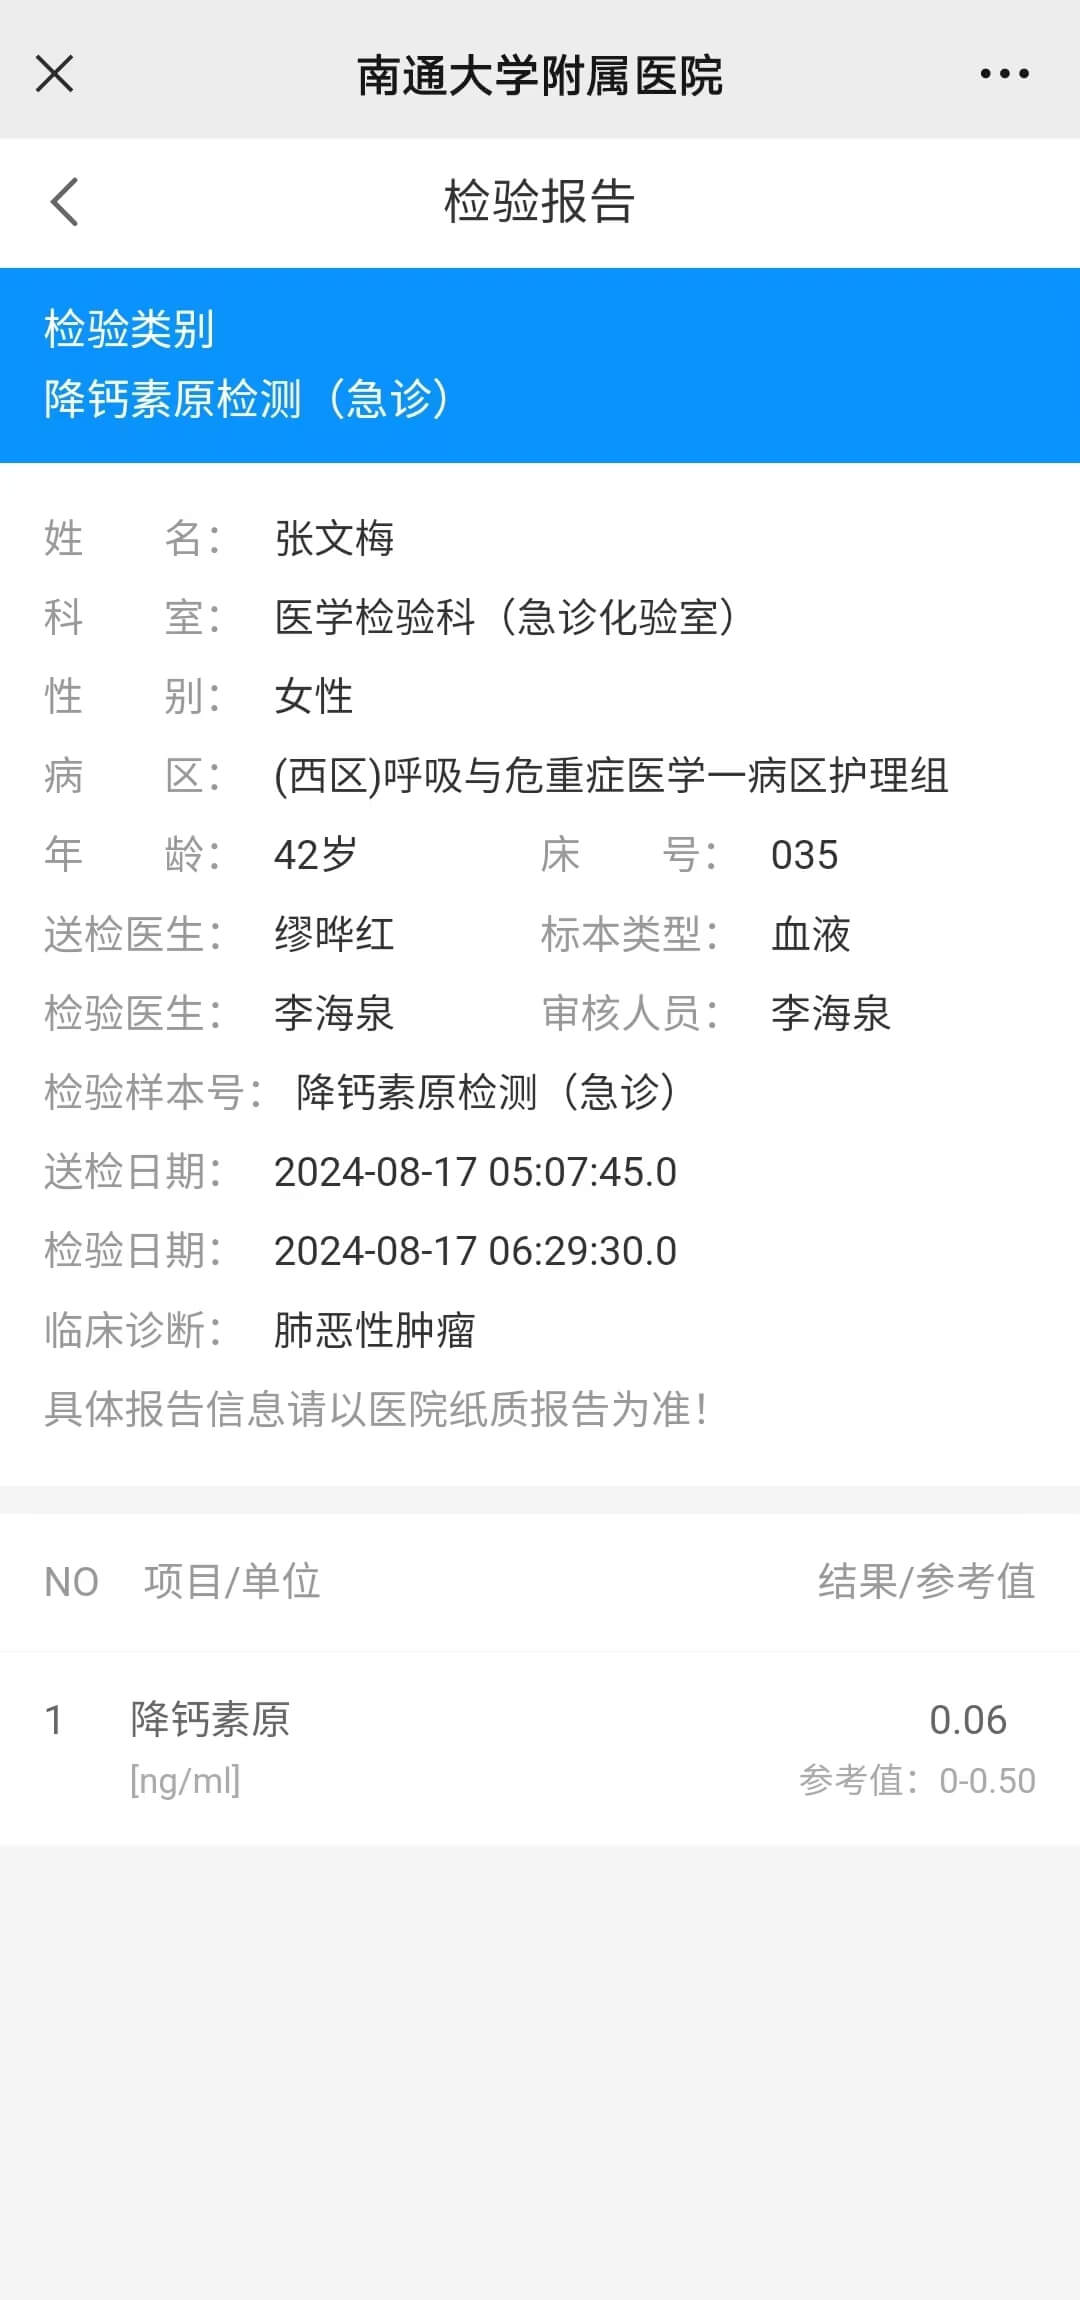 南通大学附属医院
检验报告
检验类别
降钙素原检测（急诊）
姓 名： 张文梅
科 室： 医学检验科（急诊化验室）
性 别： 女性
病 区： (西区)呼吸与危重症医学一病区护理组
年 龄： 42岁 床 号： 035
送检医生： 缪晔红 标本类型： 血液
检验医生： 李海泉 审核人员： 李海泉
检验样本号： 降钙素原检测（急诊）
送检日期： 2024-08-17 05:07:45.0
检验日期： 2024-08-17 06:29:30.0
临床诊断： 肺恶性肿瘤
具体报告信息请以医院纸质报告为准！
NO 项目/单位 结果/参考值
1 降钙素原 0.06
[ng/ml] 参考值：0-0.50